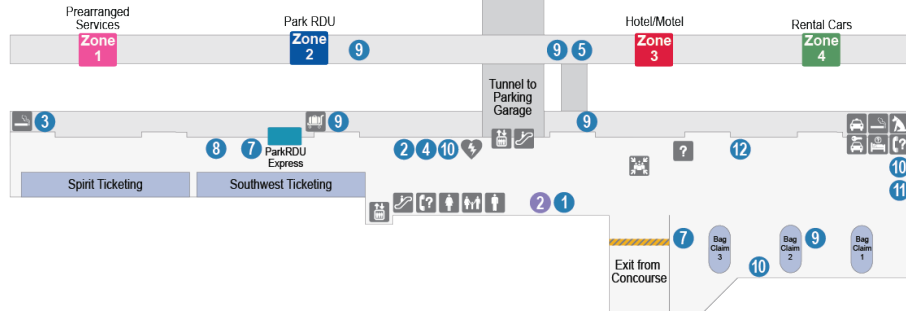 Prearranged
Services
Park RDU
Hotel/Motel
Rental Cars
Zone
1
Zone
2
9
9
5
Zone
3
Zone
4
Tunnel to
Parking
Garage
3
9
9
8
7
ParkRDU
Express
2
4
10
?
12
?
10
11
Spirit Ticketing
Southwest Ticketing
?
2
1
7
Bag
Claim
3
Bag
Claim
2
9
Bag
Claim
1
Exit from
Concourse
10